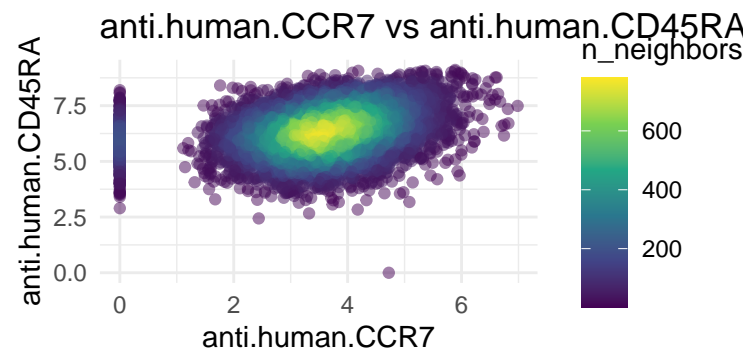 anti.human.CCR7 vs anti.human.CD45RA
n_neighbors
anti.human.CD45RA
7.5
5.0
2.5
0.0
0 2 4 6
anti.human.CCR7
600
400
200